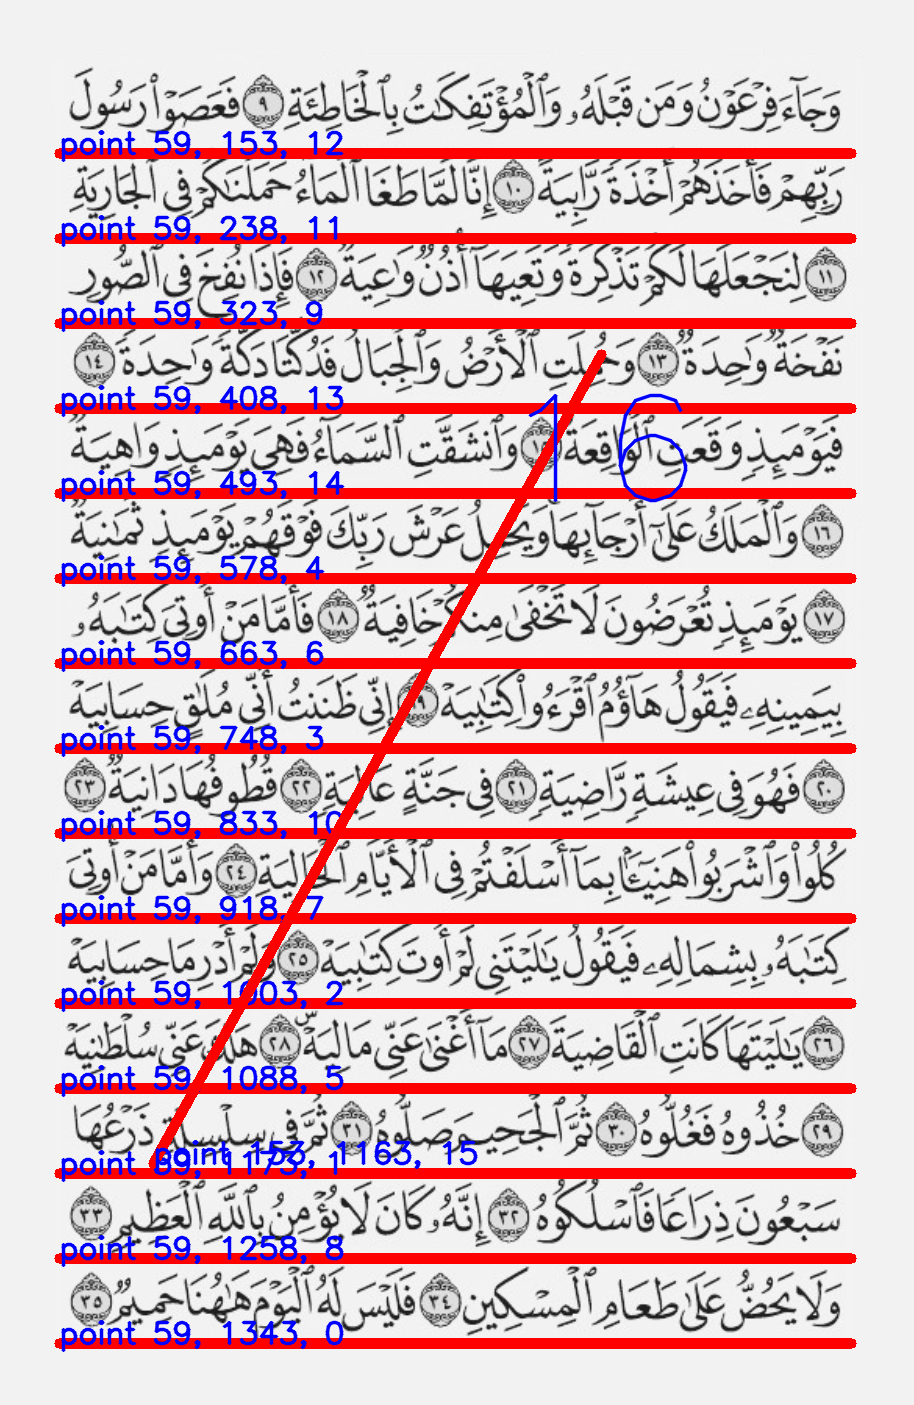 وَجَآءَ فِرْعَوْنُ وَمَن قَبْلَهُۥ وَٱلْمُؤْتَفِكَٰتُ بِٱلْخَاطِئَةِ ٩ فَعَصَوْا۟ رَسُولَ
point 59, 153, 12
رَبِّهِمْ فَأَخَذَهُمْ أَخْذَةً رَّابِيَةً ١٠ إِنَّا لَمَّا طَغَا ٱلْمَآءُ حَمَلْنَٰكُمْ فِى ٱلْجَارِيَةِ
point 59, 238, 11
١١ لِنَجْعَلَهَا لَكُمْ تَذْكِرَةً وَتَعِيَهَآ أُذُنٌ وَٰعِيَةٌ ١٢ فَإِذَا نُفِخَ فِى ٱلصُّورِ
point 59, 323, 9
نَفْخَةٌ وَٰحِدَةٌ ١٣ وَحُمِلَتِ ٱلْأَرْضُ وَٱلْجِبَالُ فَدُكَّتَا دَكَّةً وَٰحِدَةً ١٤
point 59, 408, 13
16
فَيَوْمَئِذٍ وَقَعَتِ ٱلْوَاقِعَةُ ١٥ وَٱنشَقَّتِ ٱلسَّمَآءُ فَهِىَ يَوْمَئِذٍ وَاهِيَةٌ
point 59, 493, 14
١٦ وَٱلْمَلَكُ عَلَىٰٓ أَرْجَآئِهَا وَيَحْمِلُ عَرْشَ رَبِّكَ فَوْقَهُمْ يَوْمَئِذٍ ثَمَٰنِيَةٌ
point 59, 578, 4
١٧ يَوْمَئِذٍ تُعْرَضُونَ لَا تَخْفَىٰ مِنكُمْ خَافِيَةٌ ١٨ فَأَمَّا مَنْ أُوتِىَ كِتَٰبَهُۥ
point 59, 663, 6
بِيَمِينِهِۦ فَيَقُولُ هَآؤُمُ ٱقْرَءُوا۟ كِتَٰبِيَهْ ١٩ إِنِّى ظَنَنتُ أَنِّى مُلَٰقٍ حِسَابِيَهْ
point 59, 748, 3
٢٠ فَهُوَ فِى عِيشَةٍ رَّاضِيَةٍ ٢١ فِى جَنَّةٍ عَالِيَةٍ ٢٢ قُطُوفُهَا دَانِيَةٌ ٢٣
point 59, 833, 10
كُلُوا۟ وَٱشْرَبُوا۟ هَنِيٓـًٔۢا بِمَآ أَسْلَفْتُمْ فِى ٱلْأَيَّامِ ٱلْخَالِيَةِ ٢٤ وَأَمَّا مَنْ أُوتِىَ
point 59, 918, 7
كِتَٰبَهُۥ بِشِمَالِهِۦ فَيَقُولُ يَٰلَيْتَنِى لَمْ أُوتَ كِتَٰبِيَهْ ٢٥ وَلَمْ أَدْرِ مَا حِسَابِيَهْ
point 59, 1003, 2
٢٦ يَٰلَيْتَهَا كَانَتِ ٱلْقَاضِيَةَ ٢٧ مَآ أَغْنَىٰ عَنِّى مَالِيَهْ ٢٨ هَلَكَ عَنِّى سُلْطَٰنِيَهْ
point 59, 1088, 5
٢٩ خُذُوهُ فَغُلُّوهُ ٣٠ ثُمَّ ٱلْجَحِيمَ صَلُّوهُ ٣١ ثُمَّ فِى سِلْسِلَةٍ ذَرْعُهَا
point 153, 1163, 15
point 59, 1173, 1
سَبْعُونَ ذِرَاعًا فَٱسْلُكُوهُ ٣٢ إِنَّهُۥ كَانَ لَا يُؤْمِنُ بِٱللَّهِ ٱلْعَظِيمِ ٣٣
point 59, 1258, 8
وَلَا يَحُضُّ عَلَىٰ طَعَامِ ٱلْمِسْكِينِ ٣٤ فَلَيْسَ لَهُ ٱلْيَوْمَ هَٰهُنَا حَمِيمٌ ٣٥
point 59, 1343, 0